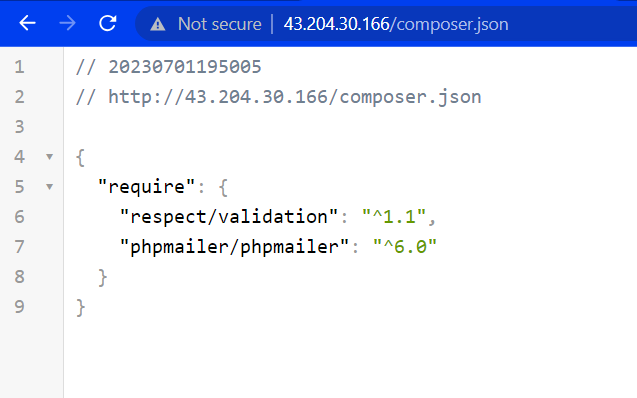 Not secure | 43.204.30.166/composer.json
1 // 20230701195005
2 // http://43.204.30.166/composer.json
3
4 {
5 "require": {
6 "respect/validation": "^1.1",
7 "phpmailer/phpmailer": "^6.0"
8 }
9 }